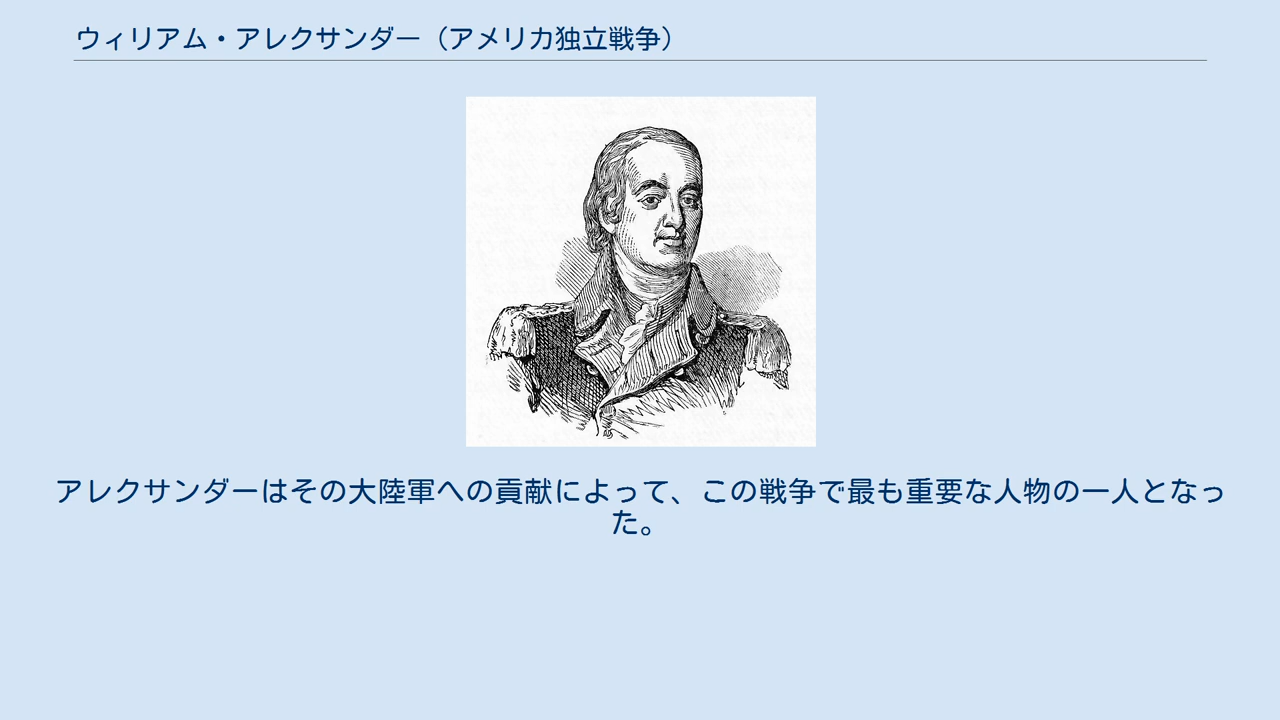 ウィリアム・アレクサンダー（アメリカ独立戦争）
アレクサンダーはその大陸軍への貢献によって、この戦争で最も重要な人物の一人となっ
た。